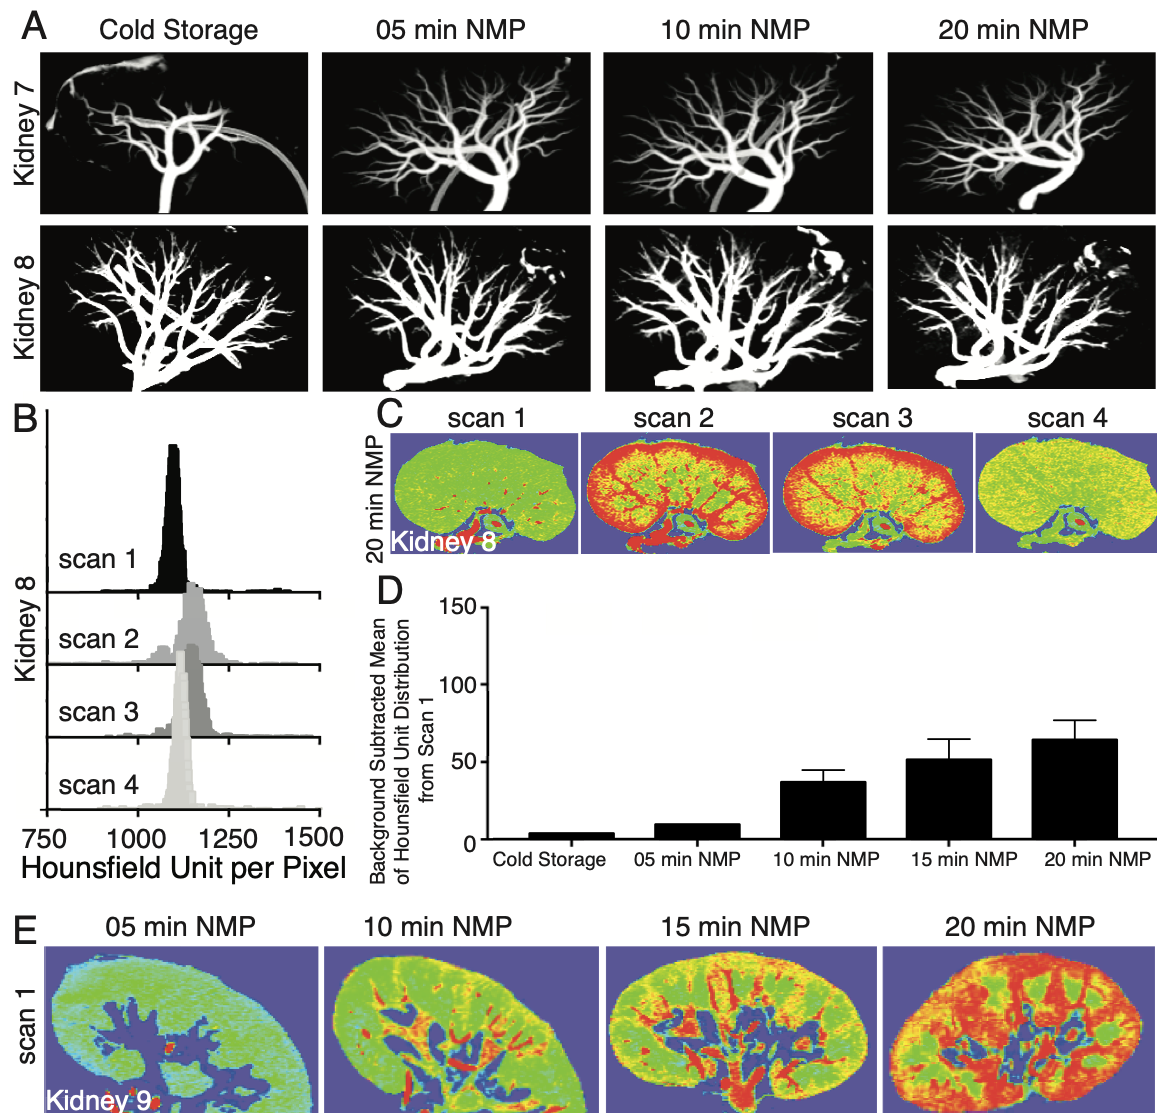 A
Cold Storage
05 min NMP
10 min NMP
20 min NMP
Kidney 7
Kidney 8
B
Kidney 8
scan 1
scan 2
scan 3
scan 4
750
1000
1250
1500
Hounsfield Unit per Pixel
C
scan 1
scan 2
scan 3
scan 4
20 min NMP
Kidney 8
D
Background Subtracted Mean
of Hounsfield Unit Distribution
from Scan 1
150
100
50
0
Cold Storage
05 min NMP
10 min NMP
15 min NMP
20 min NMP
E
05 min NMP
10 min NMP
15 min NMP
20 min NMP
scan 1
Kidney 9